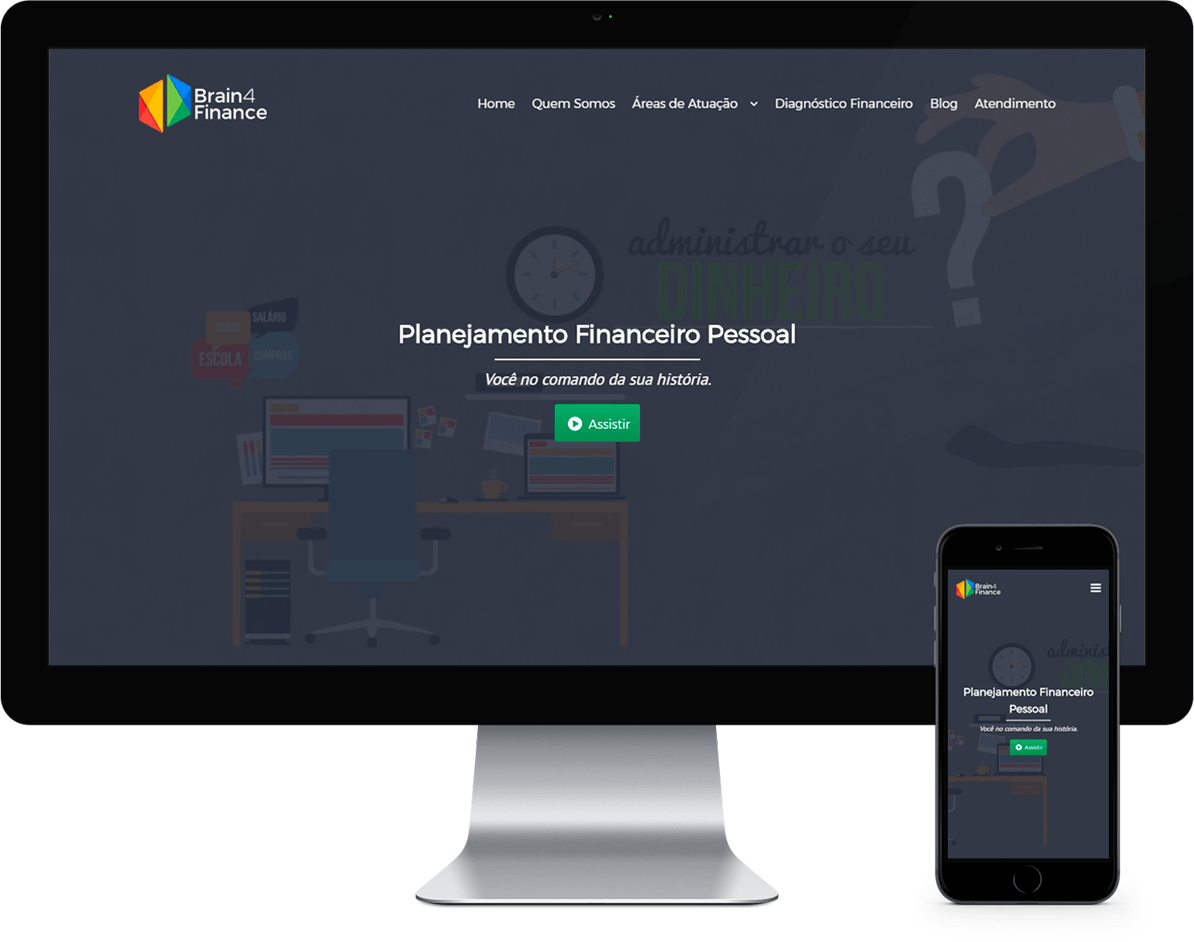 Brain4
Finance
Home Quem Somos Áreas de Atuação Diagnóstico Financeiro Blog Atendimento
administrar o seu
DINHEIRO
SALÁRIO
ESCOLA
COMPRAS
Planejamento Financeiro Pessoal
Você no comando da sua história.
Assistir
Brain4
Finance
Planejamento Financeiro
Pessoal
Você no comando da sua história.
Assistir